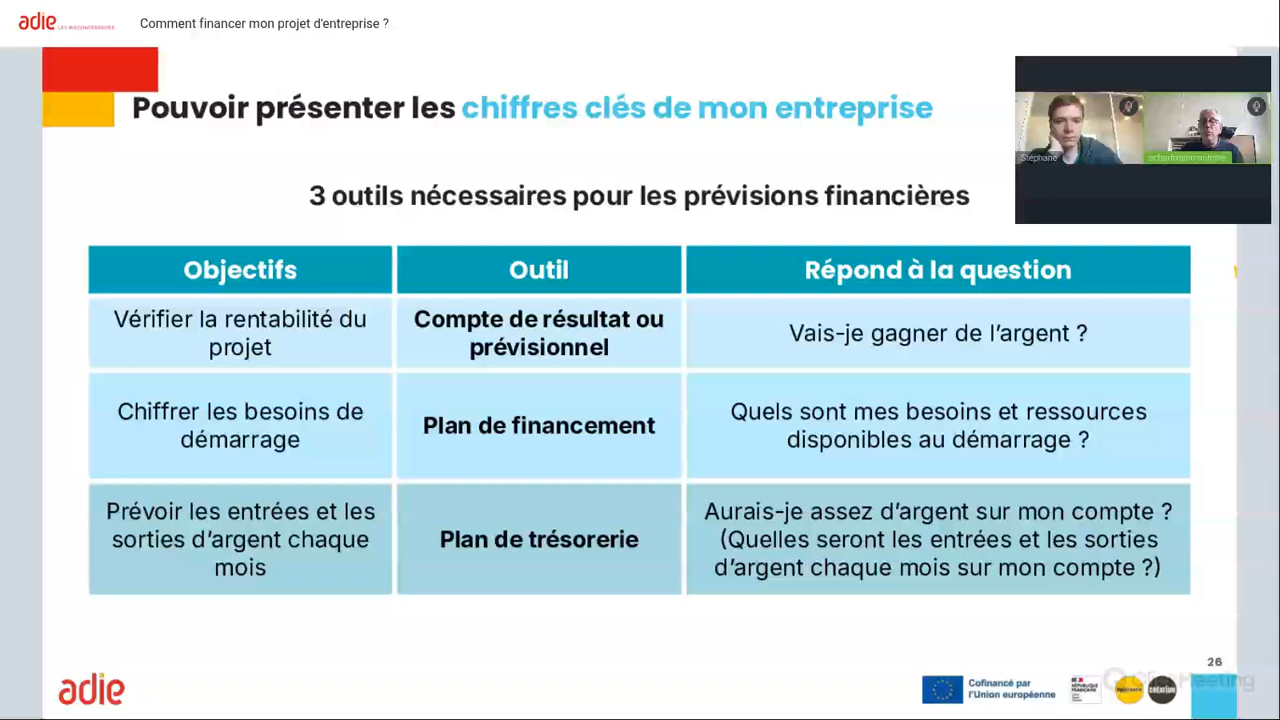 adie
Comment financer mon projet d'entreprise ?
Pouvoir présenter les chiffres clés de mon entreprise
Stephane
3 outils nécessaires pour les prévisions financières
Objectifs
Outil
Répond à la question
Vérifier la rentabilité du
projet
Compte de résultat ou
prévisionnel
Vais-je gagner de l’argent ?
Chiffrer les besoins de
démarrage
Plan de financement
Quels sont mes besoins et ressources
disponibles au démarrage ?
Prévoir les entrées et les
sorties d’argent chaque
mois
Plan de trésorerie
Aurais-je assez d’argent sur mon compte ?
(Quelles seront les entrées et les sorties
d’argent chaque mois sur mon compte ?)
26
adie
Cofinancé par
l’Union européenne
RÉPUBLIQUE
FRANÇAISE
CRÉATION
Meeting